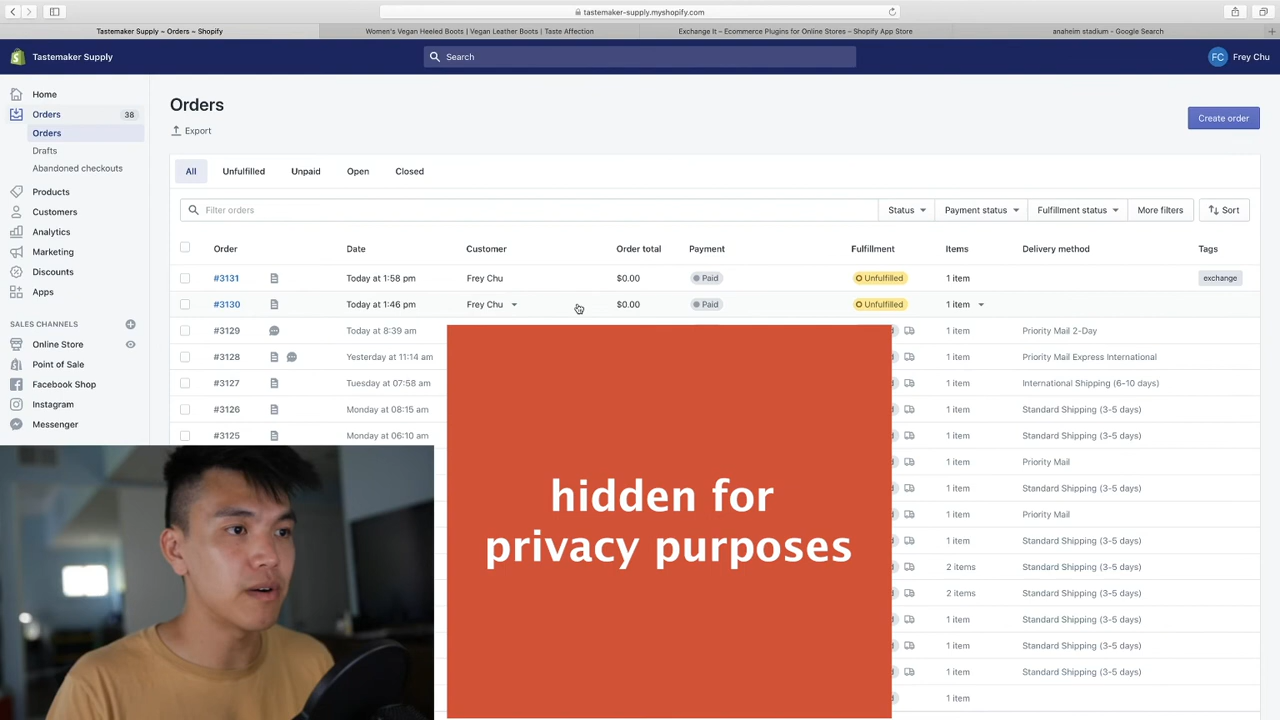 tastemaker-supply.myshopify.com
Tastemaker Supply ~ Orders ~ Shopify
Women's Vegan Heeled Boots | Vegan Leather Boots | Taste Affection
Exchange It – Ecommerce Plugins for Online Stores – Shopify App Store
anaheim stadium - Google Search
Tastemaker Supply
Search
FC Frey Chu
Home
Orders 38
Orders
Drafts
Abandoned checkouts
Products
Customers
Analytics
Marketing
Discounts
Apps
SALES CHANNELS
Online Store
Point of Sale
Facebook Shop
Instagram
Messenger
Orders
Export
Create order
All Unfulfilled Unpaid Open Closed
Filter orders Status Payment status Fulfillment status More filters Sort
Order Date Customer Order total Payment Fulfillment Items Delivery method Tags
#3131 Today at 1:58 pm Frey Chu $0.00 Paid Unfulfilled 1 item exchange
#3130 Today at 1:46 pm Frey Chu $0.00 Paid Unfulfilled 1 item
#3129 Today at 8:39 am 1 item Priority Mail 2-Day
#3128 Yesterday at 11:14 am 1 item Priority Mail Express International
#3127 Tuesday at 07:58 am 1 item International Shipping (6-10 days)
#3126 Monday at 08:15 am 1 item Standard Shipping (3-5 days)
#3125 Monday at 06:10 am 1 item Standard Shipping (3-5 days)
1 item Priority Mail
1 item Standard Shipping (3-5 days)
1 item Priority Mail
1 item Standard Shipping (3-5 days)
2 items Standard Shipping (3-5 days)
2 items Standard Shipping (3-5 days)
1 item Standard Shipping (3-5 days)
1 item Standard Shipping (3-5 days)
1 item Standard Shipping (3-5 days)
1 item
hidden for
privacy purposes